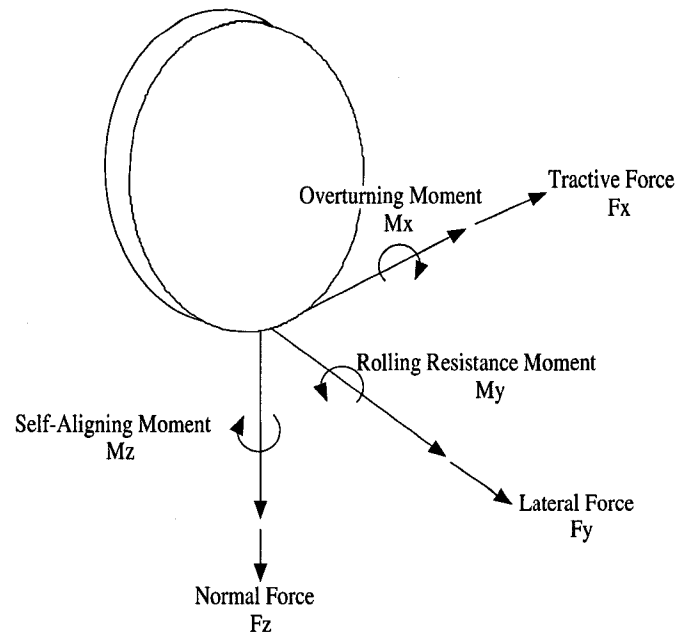 Tractive Force
Fx
Overturning Moment
Mx
Rolling Resistance Moment
My
Self-Aligning Moment
Mz
Lateral Force
Fy
Normal Force
Fz